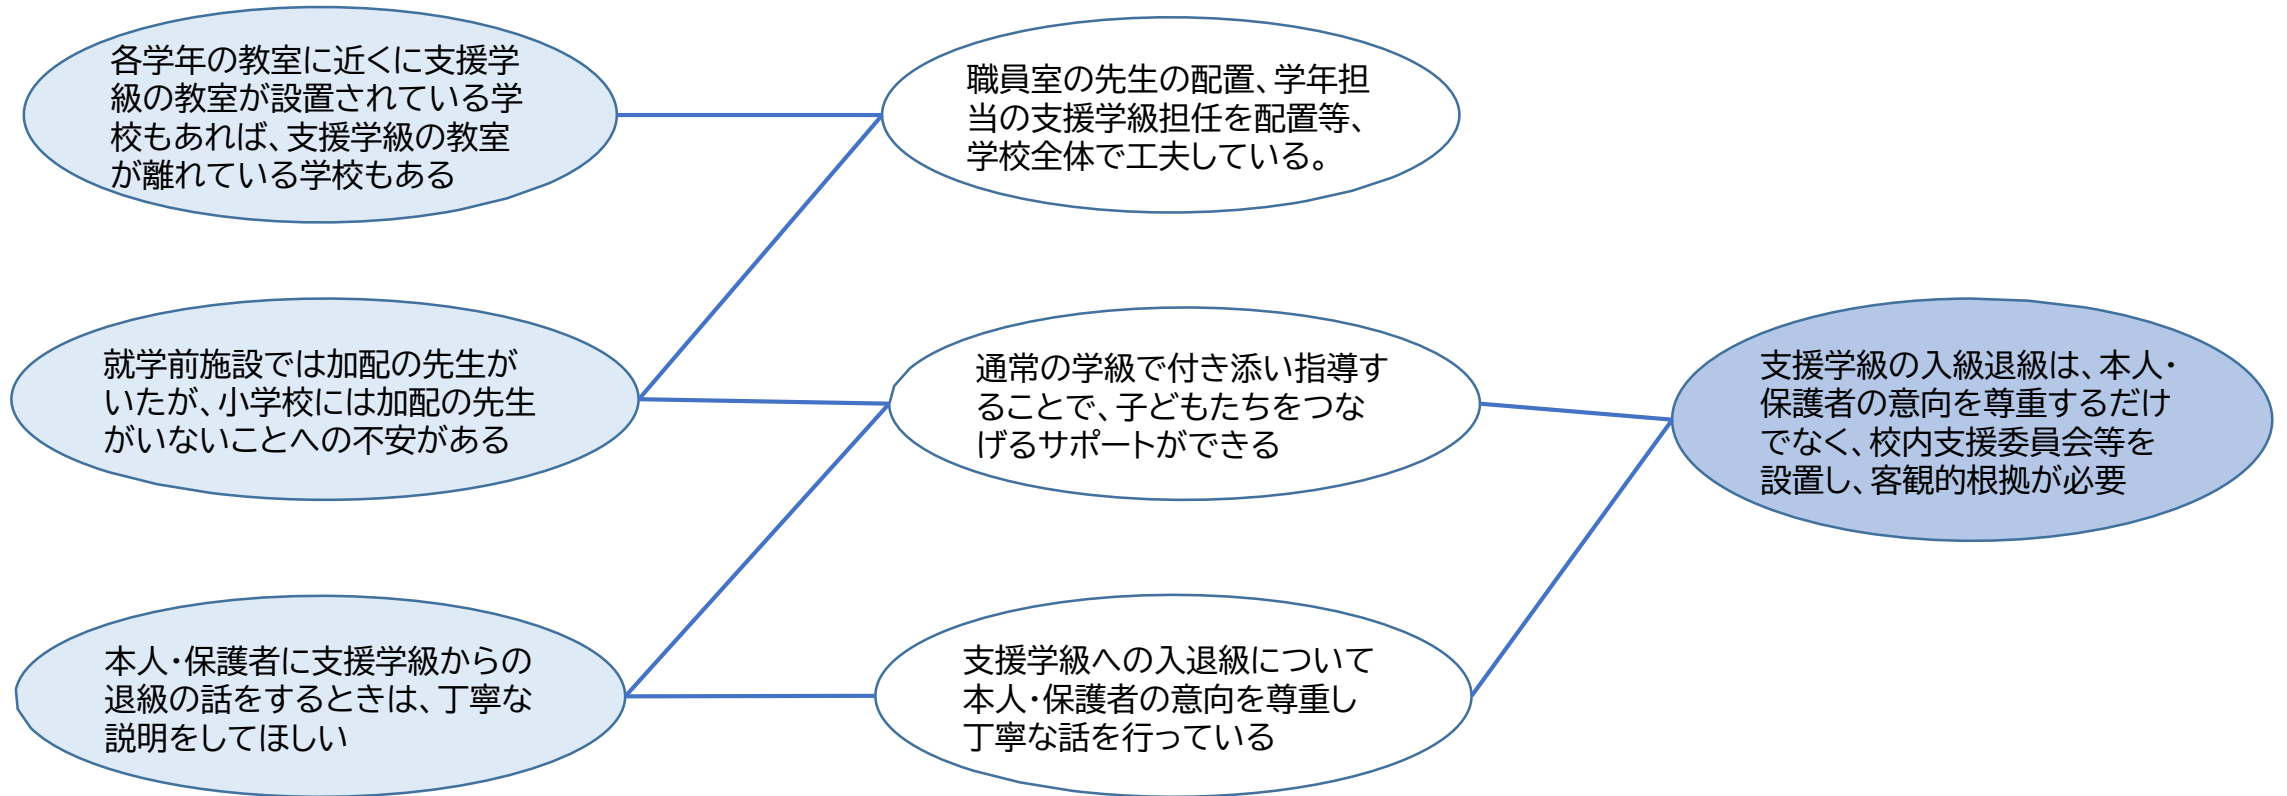 各学年の教室に近くに支援学
級の教室が設置されている学
校もあれば、支援学級の教室
が離れている学校もある
職員室の先生の配置、学年担
当の支援学級担任を配置等、
学校全体で工夫している。
就学前施設では加配の先生が
いたが、小学校には加配の先生
がいないことへの不安がある
通常の学級で付き添い指導す
ることで、子どもたちをつな
げるサポートができる
支援学級の入級退級は、本人・
保護者の意向を尊重するだけ
でなく、校内支援委員会等を
設置し、客観的根拠が必要
本人・保護者に支援学級からの
退級の話をするときは、丁寧な
説明をしてほしい
支援学級への入退級について
本人・保護者の意向を尊重し
丁寧な話を行っている